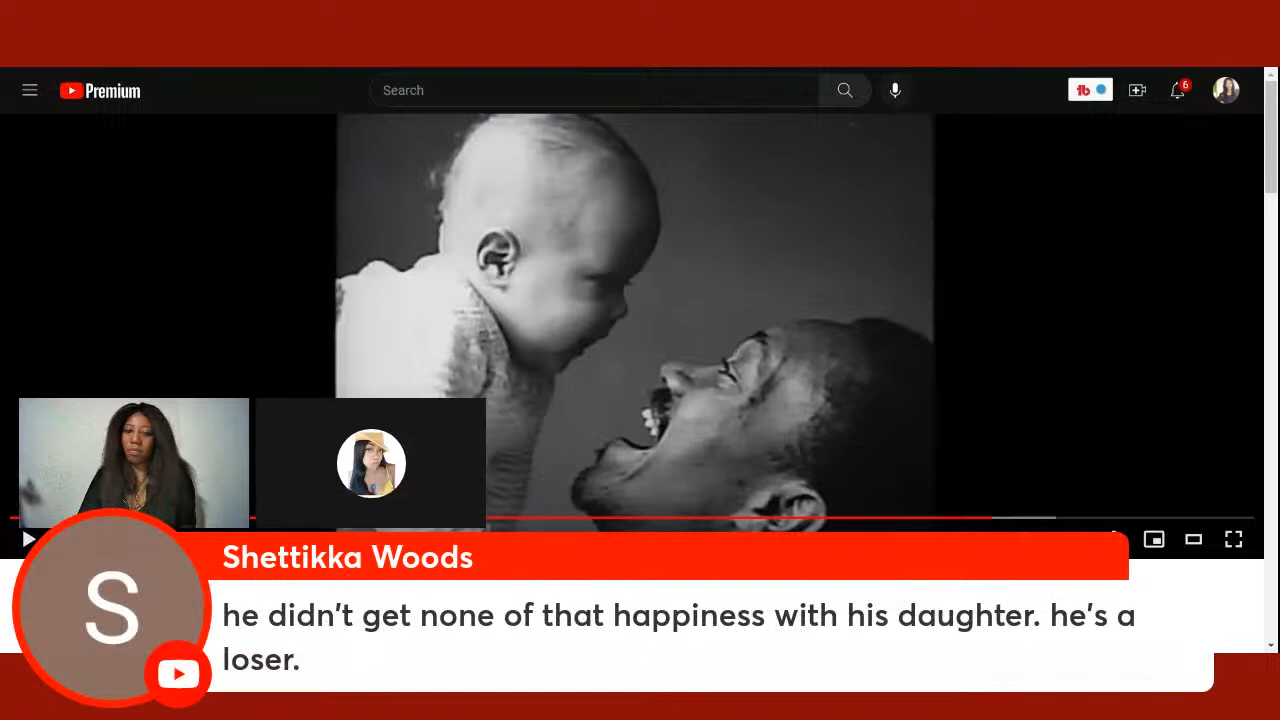 Premium
Search
6
Shettikka Woods
S
he didn't get none of that happiness with his daughter. he's a
loser.